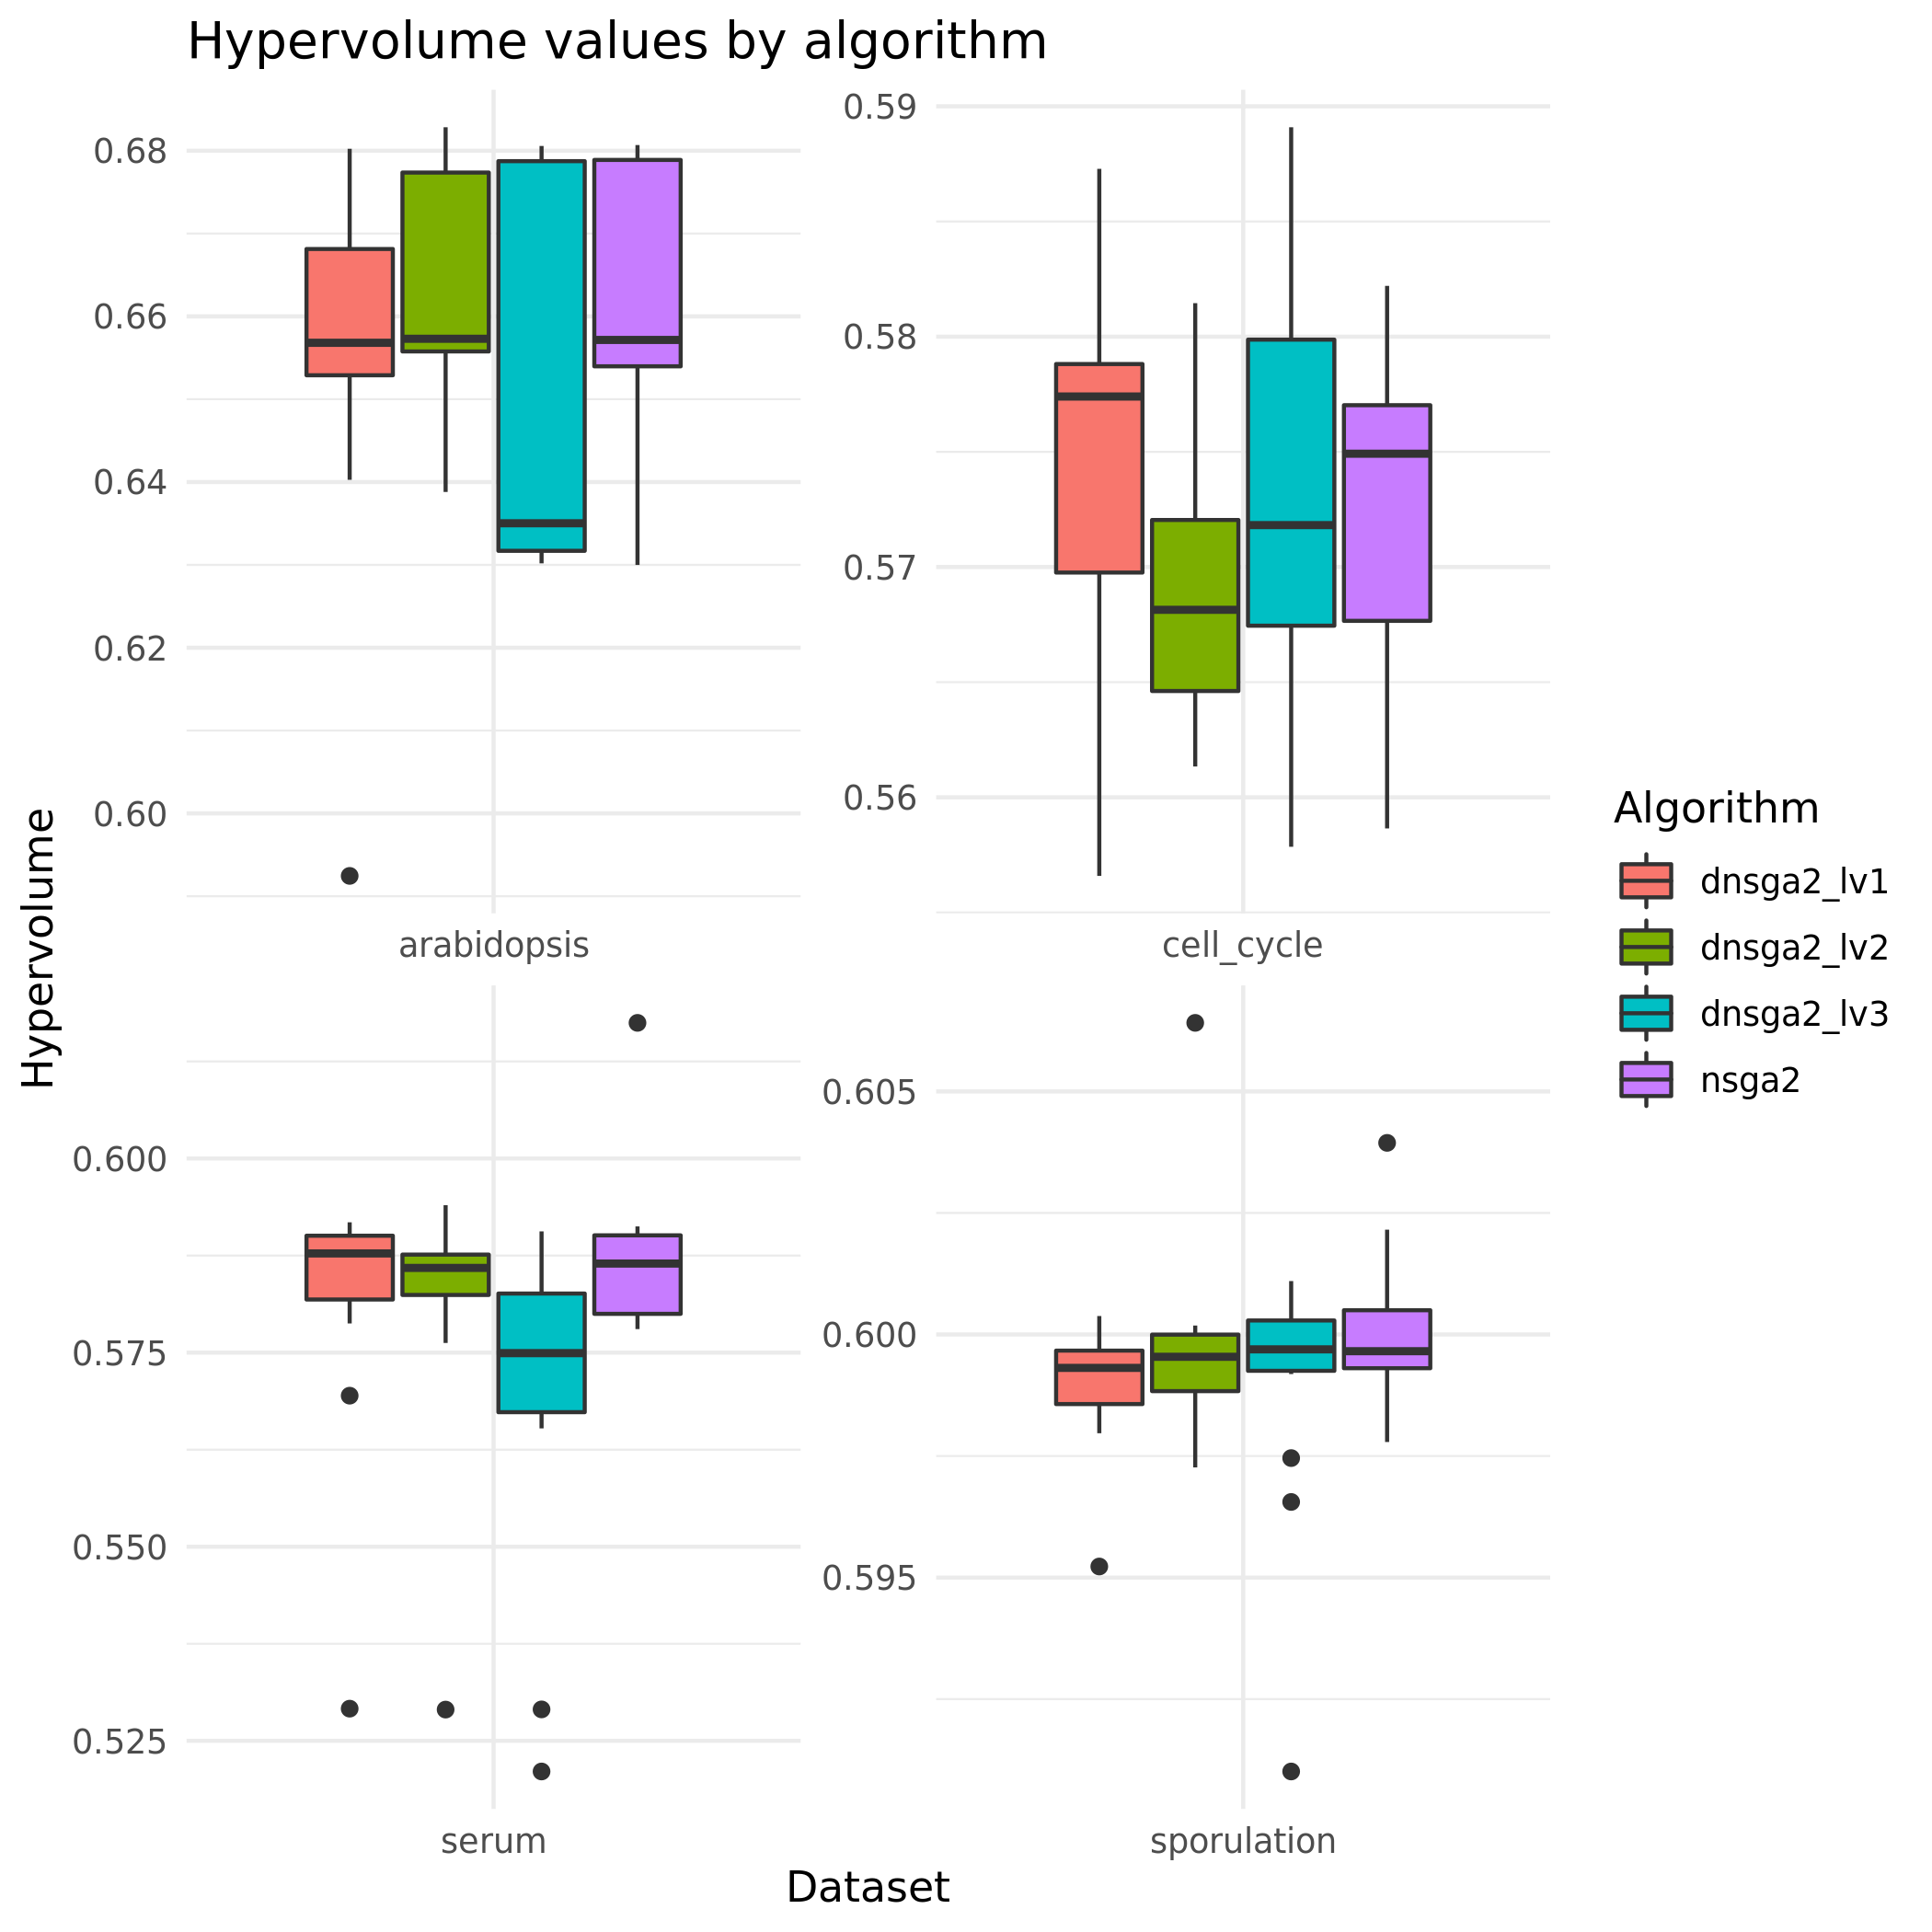 Hypervolume values by algorithm
Hypervolume
0.68
0.66
0.64
0.62
0.60
arabidopsis
0.59
0.58
0.57
0.56
cell_cycle
0.600
0.575
0.550
0.525
serum
0.605
0.600
0.595
sporulation
Dataset
Algorithm
dnsga2_lv1
dnsga2_lv2
dnsga2_lv3
nsga2